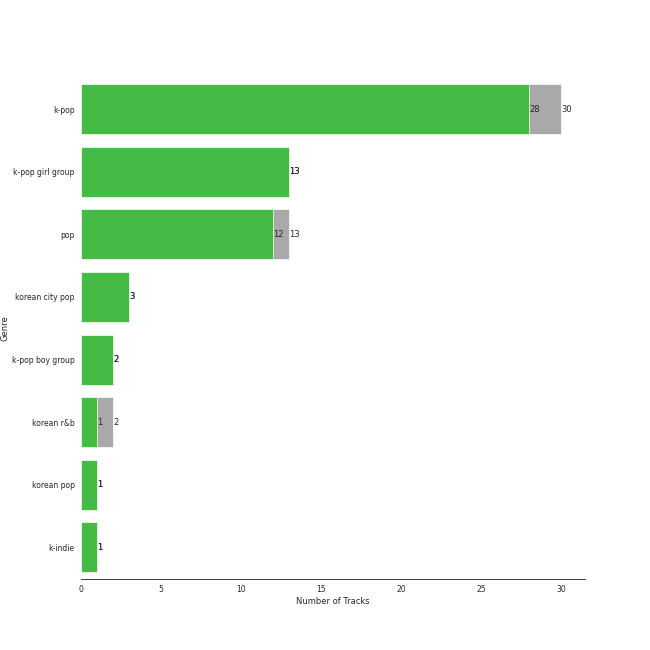 k-pop 28 30
k-pop girl group 13
pop 12 13
korean city pop 3
Genre
k-pop boy group 2
korean r&b 1 2
korean pop 1
k-indie 1
0 5 10 15 20 25 30
Number of Tracks